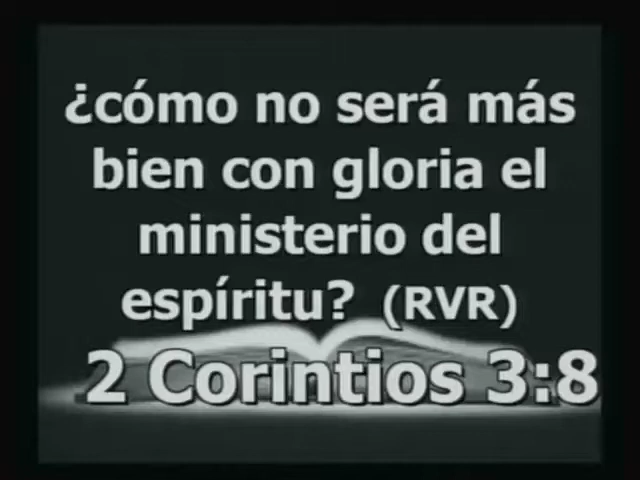 ¿cómo no será más
bien con gloria el
ministerio del
espíritu? (RVR)
2 Corintios 3:8